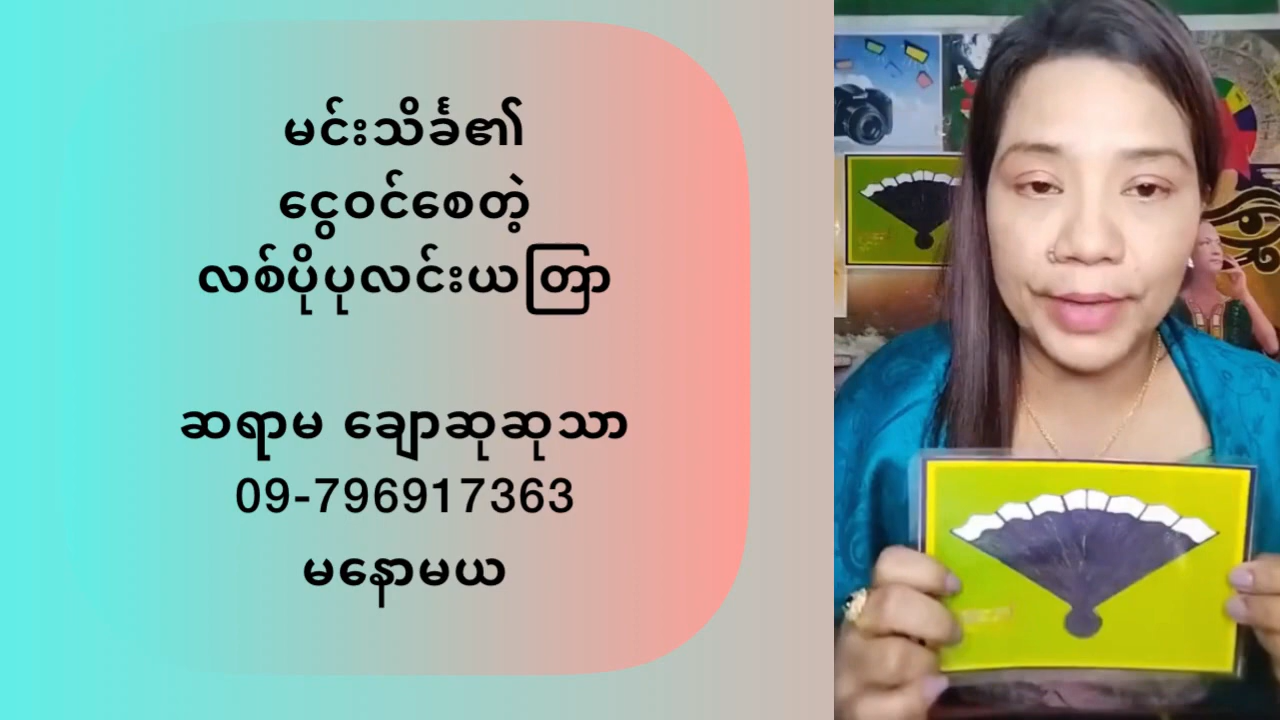 မင်းသိင်္ခ၏
ငွေဝင်စေတဲ့
လစ်ပိုပုလင်းယတြာ
ဆရာမ ချောဆုဆုသာ
09-796917363
မနောမယ